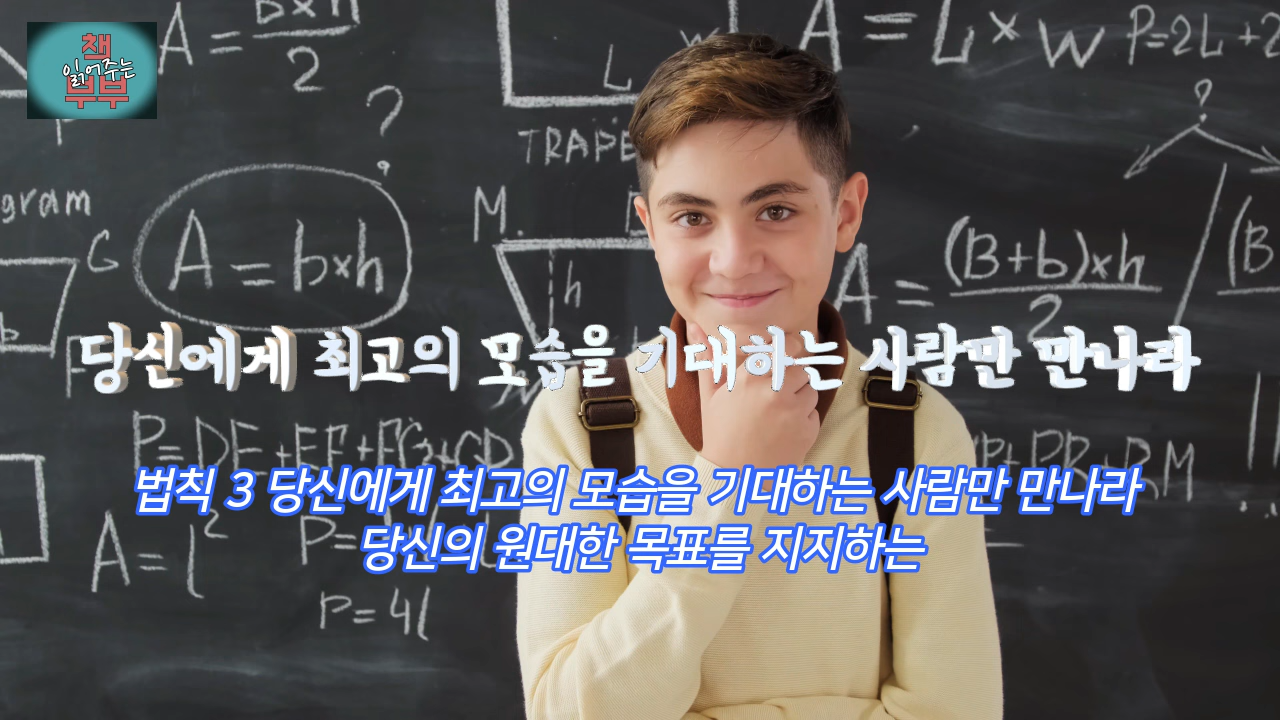 책
읽어주는
부부
A = b×h
2
A = L×W
P=2L+2
?
L
W
TRAPE
?
gram
G
M.
A = b×h
h
A = (B+b)×h
2
(B
b
당신에게 최고의 모습을 기대하는 사람만 만나라
법칙 3 당신에게 최고의 모습을 기대하는 사람만 만나라
당신의 원대한 목표를 지지하는
A = l²
P = 4l